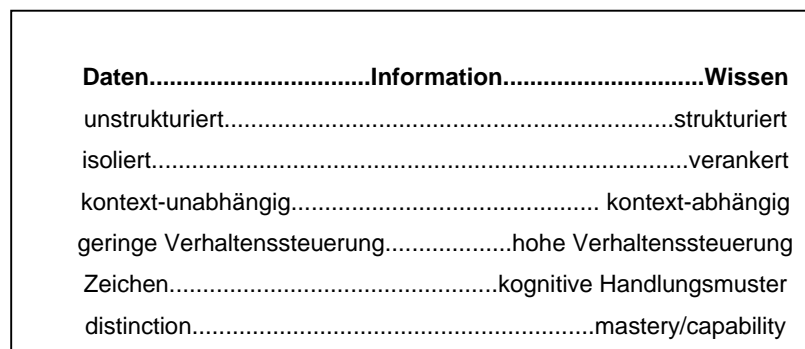 Daten.................................Information..............................Wissen
unstrukturiert...................................................................strukturiert
isoliert................................................................................verankert
kontext-unabhängig.............................................. kontext-abhängig
geringe Verhaltenssteuerung...................hohe Verhaltenssteuerung
Zeichen.................................................kognitive Handlungsmuster
distinction............................................................mastery/capability